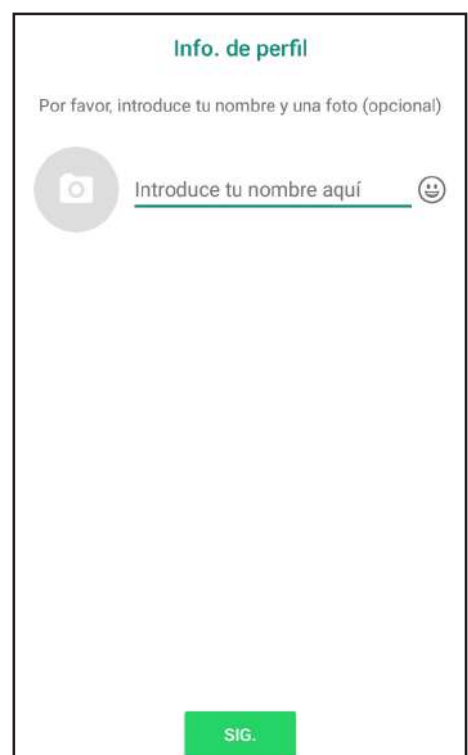 Info. de perfil
Por favor, introduce tu nombre y una foto (opcional)
Introduce tu nombre aquí
SIG.